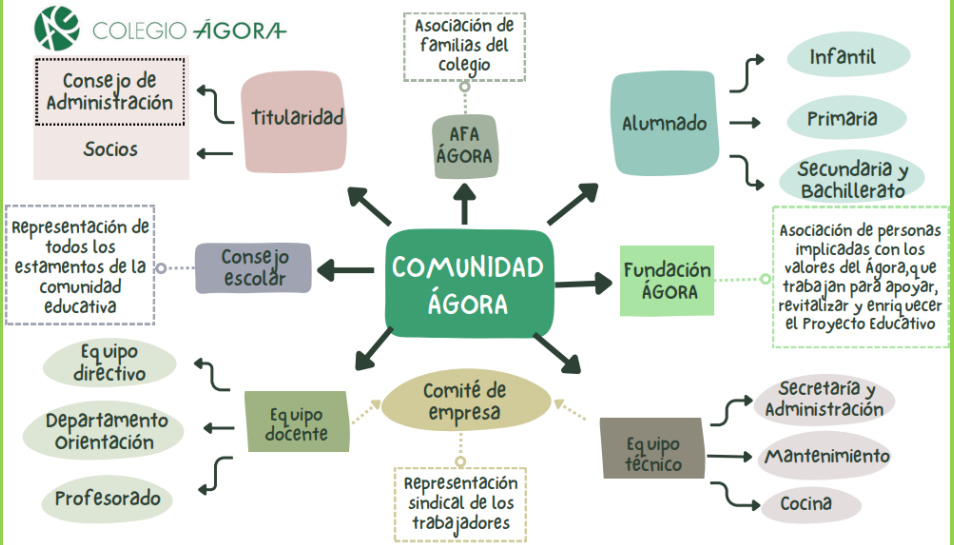 COLEGIO ÁGORA
Asociación de
familias del
colegio
Consejo de
Administración
Socios
Titularidad
AFA
ÁGORA
Alumnado
Infantil
Primaria
Secundaria y
Bachillerato
Representación de
todos los
estamentos de la
comunidad
educativa
Consejo
escolar
COMUNIDAD
ÁGORA
Fundación
ÁGORA
Asociación de personas
implicadas con los
valores del Ágora,que
trabajan para apoyar,
revitalizar y enriquecer
el Proyecto Educativo
Equipo
directivo
Departamento
Orientación
Profesorado
Equipo
docente
Comité de
empresa
Representación
sindical de los
trabajadores
Equipo
técnico
Secretaría y
Administración
Mantenimiento
Cocina